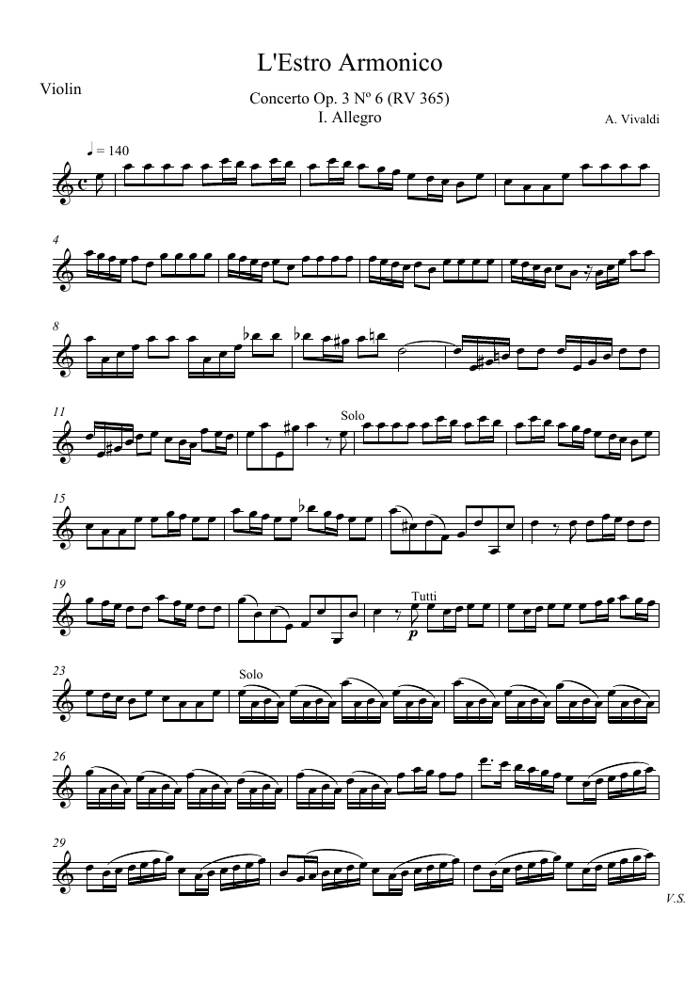 L'Estro Armonico
Violin
Concerto Op. 3 Nº 6 (RV 365)
I. Allegro
A. Vivaldi
♩ = 140
4
8
11
Solo
15
19
Tutti
p
23
Solo
26
29
V.S.